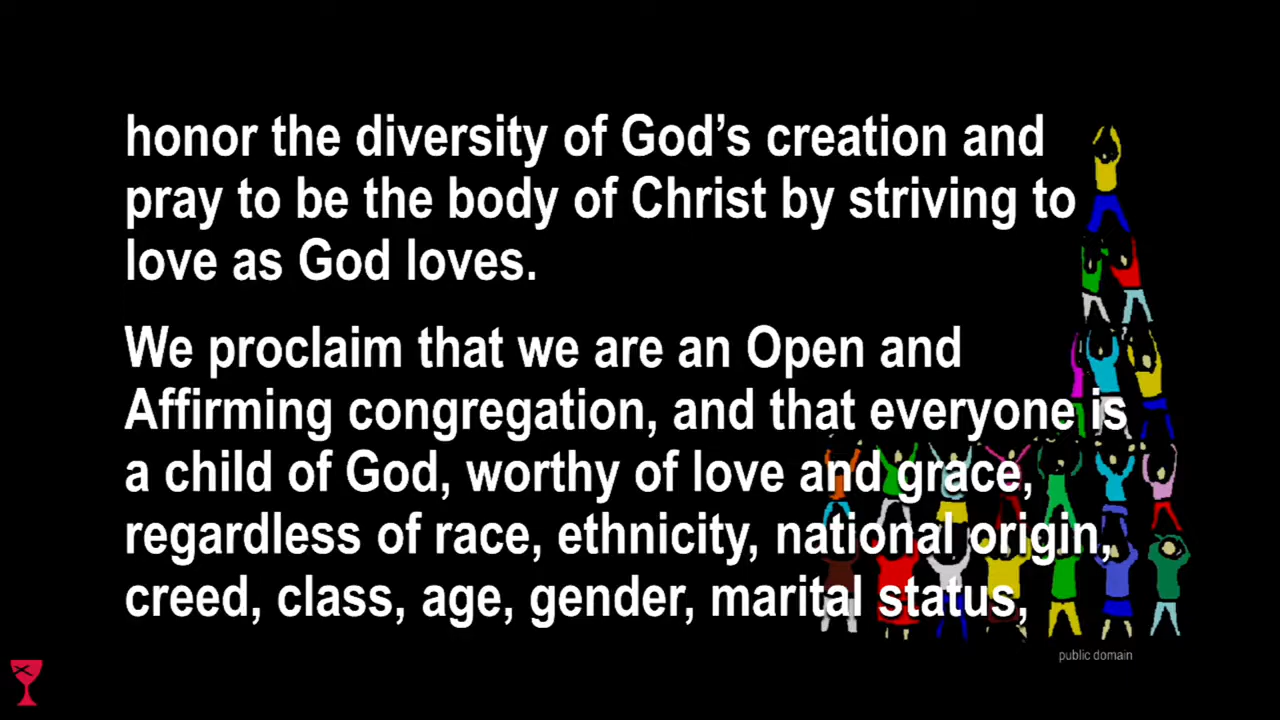 honor the diversity of God’s creation and
pray to be the body of Christ by striving to
love as God loves.
We proclaim that we are an Open and
Affirming congregation, and that everyone is
a child of God, worthy of love and grace,
regardless of race, ethnicity, national origin,
creed, class, age, gender, marital status,
public domain